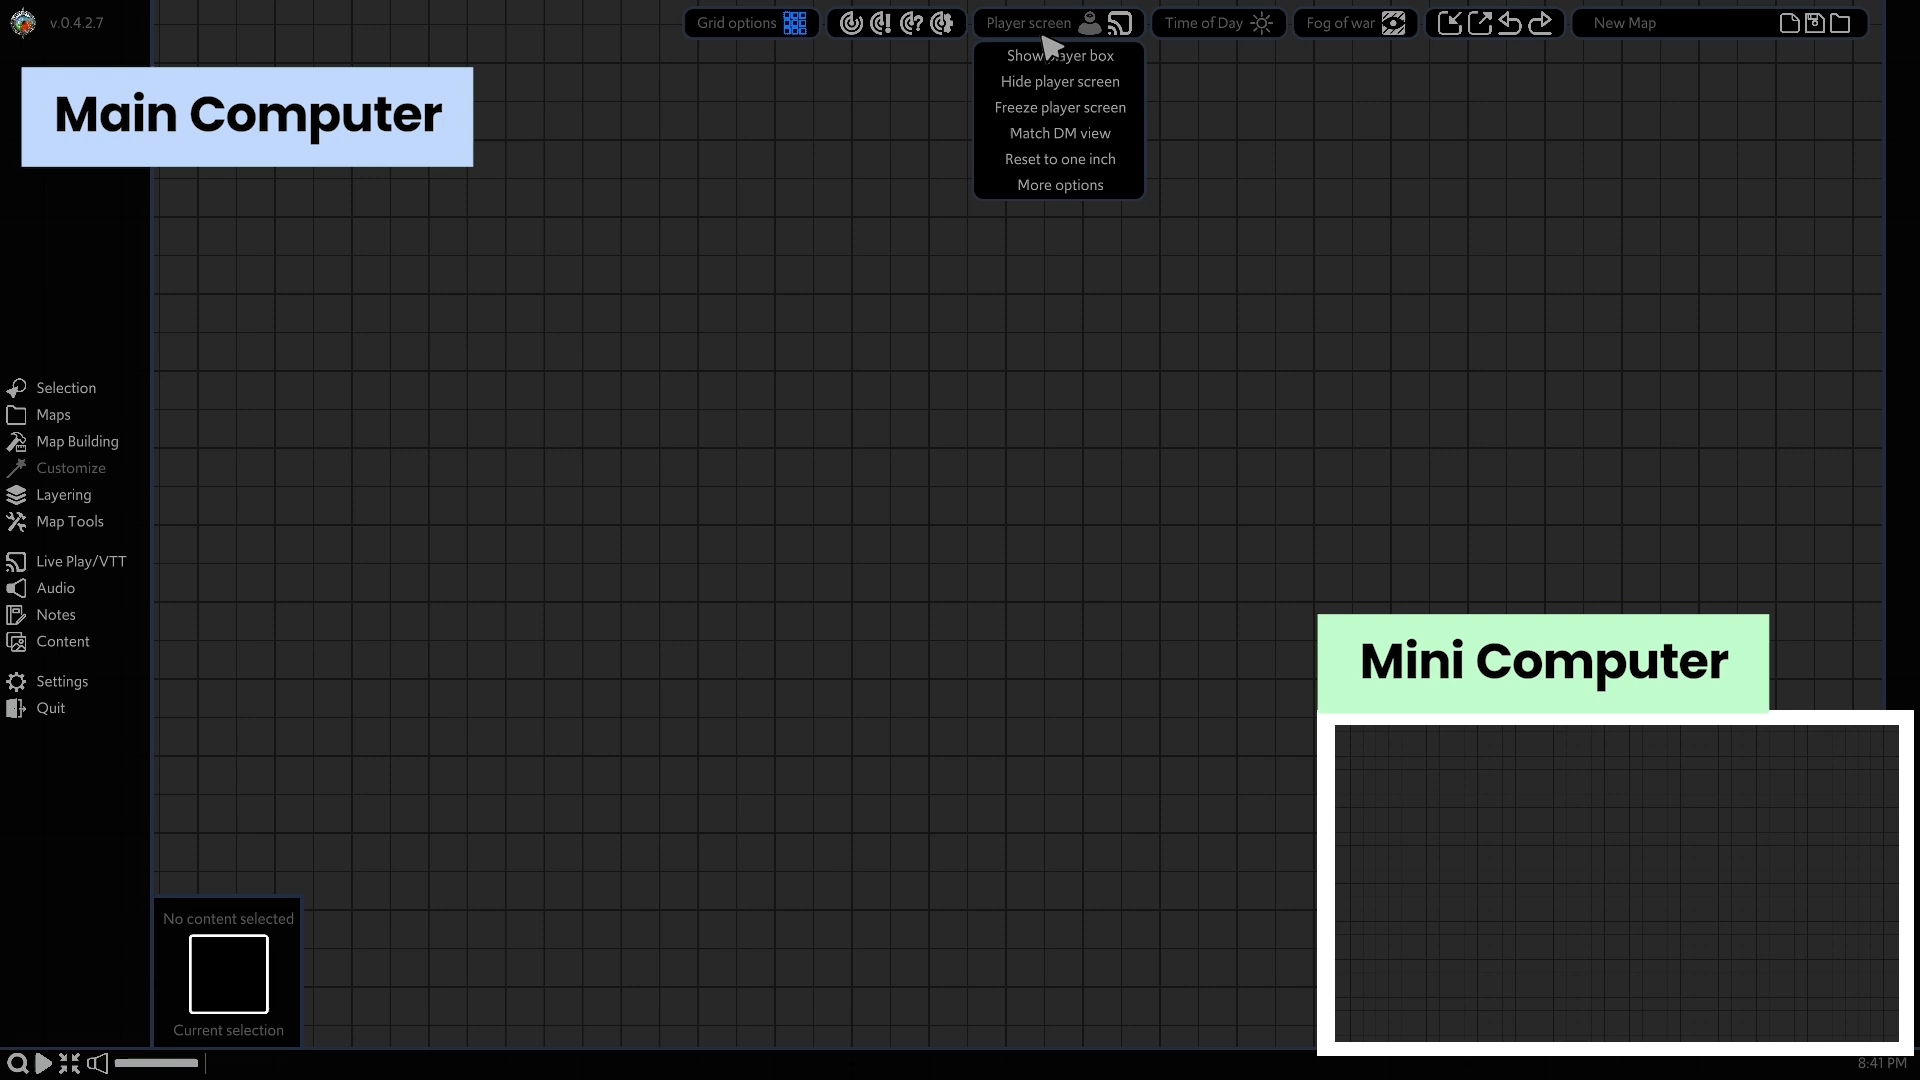 v.0.4.2.7
Grid options
Player screen
Time of Day
Fog of war
New Map
Show player box
Hide player screen
Freeze player screen
Match DM view
Reset to one inch
More options
Main Computer
Selection
Maps
Map Building
Customize
Layering
Map Tools
Live Play/VTT
Audio
Notes
Content
Settings
Quit
Mini Computer
No content selected
Current selection
8:41 PM